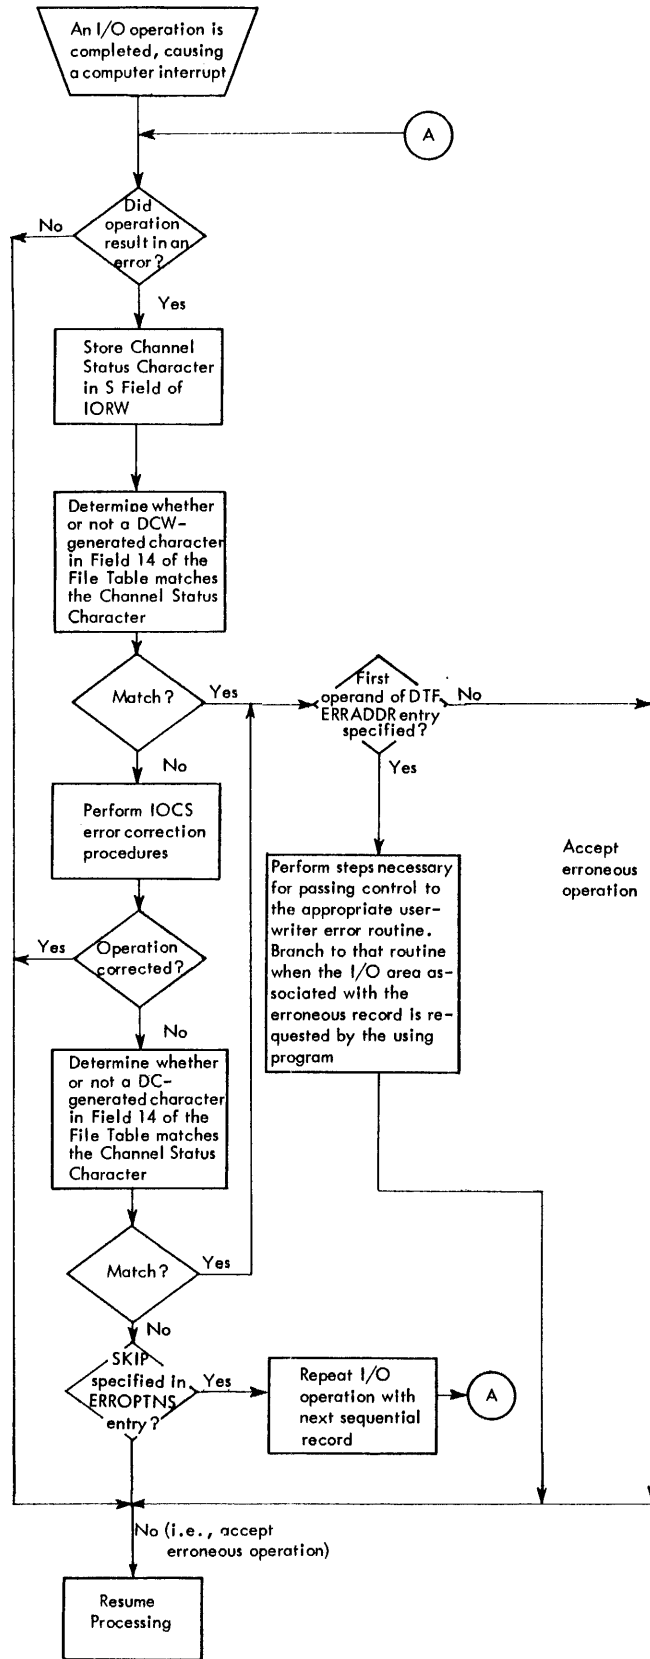 An I/O operation is
completed, causing
a computer interrupt
A
Did
operation
result in an
error?
No
Yes
Store Channel
Status Character
in S Field of
IORW
Determine whether
or not a DCW-
generated character
in Field 14 of the
File Table matches
the Channel Status
Character
Match?
Yes
First
operand of DTF
ERRADDR entry
specified?
No
No
Yes
Perform IOCS
error correction
procedures
Perform steps necessary
for passing control to
the appropriate user-
writer error routine.
Branch to that routine
when the I/O area as-
sociated with the
erroneous record is re-
quested by the using
program
Accept
erroneous
operation
Yes
Operation
corrected?
No
Determine whether
or not a DC-
generated character
in Field 14 of the
File Table matches
the Channel Status
Character
Match?
Yes
No
SKIP
specified in
ERROPTNS
entry?
Yes
Repeat I/O
operation with
next sequential
record
A
No (i.e., accept
erroneous operation)
Resume
Processing